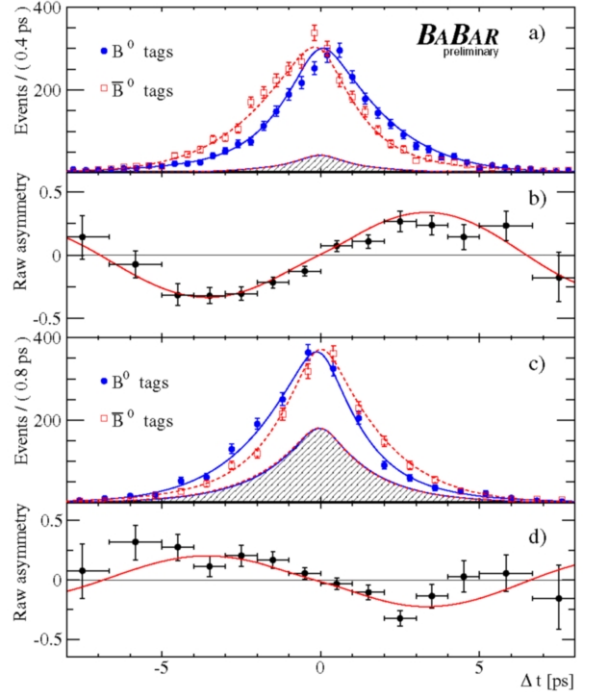 400
Events / ( 0.4 ps )
B⁰ tags
B̅⁰ tags
BABAR
preliminary
a)
200
Raw asymmetry
0.5
0
-0.5
b)
400
Events / ( 0.8 ps )
B⁰ tags
B̅⁰ tags
c)
200
Raw asymmetry
0.5
0
-0.5
d)
-5 0 5
Δ t [ps]